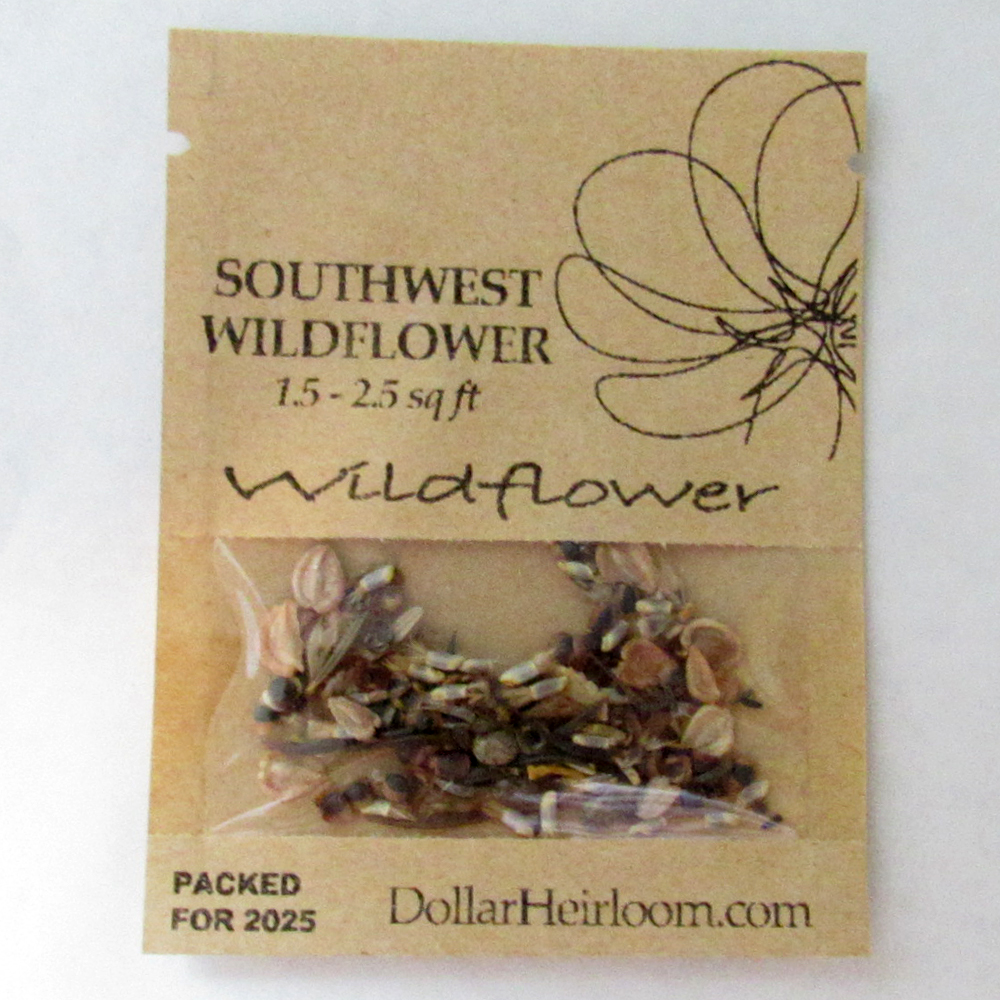 SOUTHWEST
WILDFLOWER
1.5 - 2.5 sq ft
Wildflower
PACKED
FOR 2025
DollarHeirloom.com